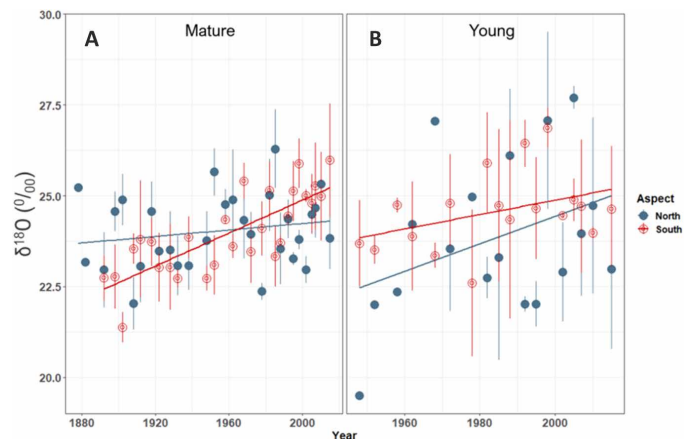 A Mature
B Young
30.0
27.5
25.0
22.5
20.0
δ18O (0/00)
1880 1920 1960 2000
1960 1980 2000
Year
Aspect
North
South